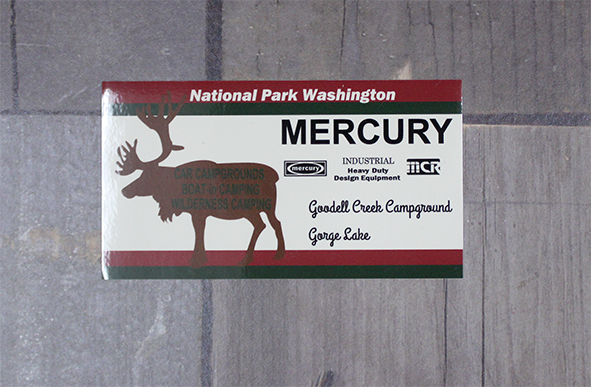 National Park Washington
MERCURY
mercury
INDUSTRIAL
Heavy Duty
Design Equipment
MCR
CAR CAMPGROUNDS
BOAT-in CAMPING
WILDERNESS CAMPING
Goodell Creek Campground
Gorge Lake